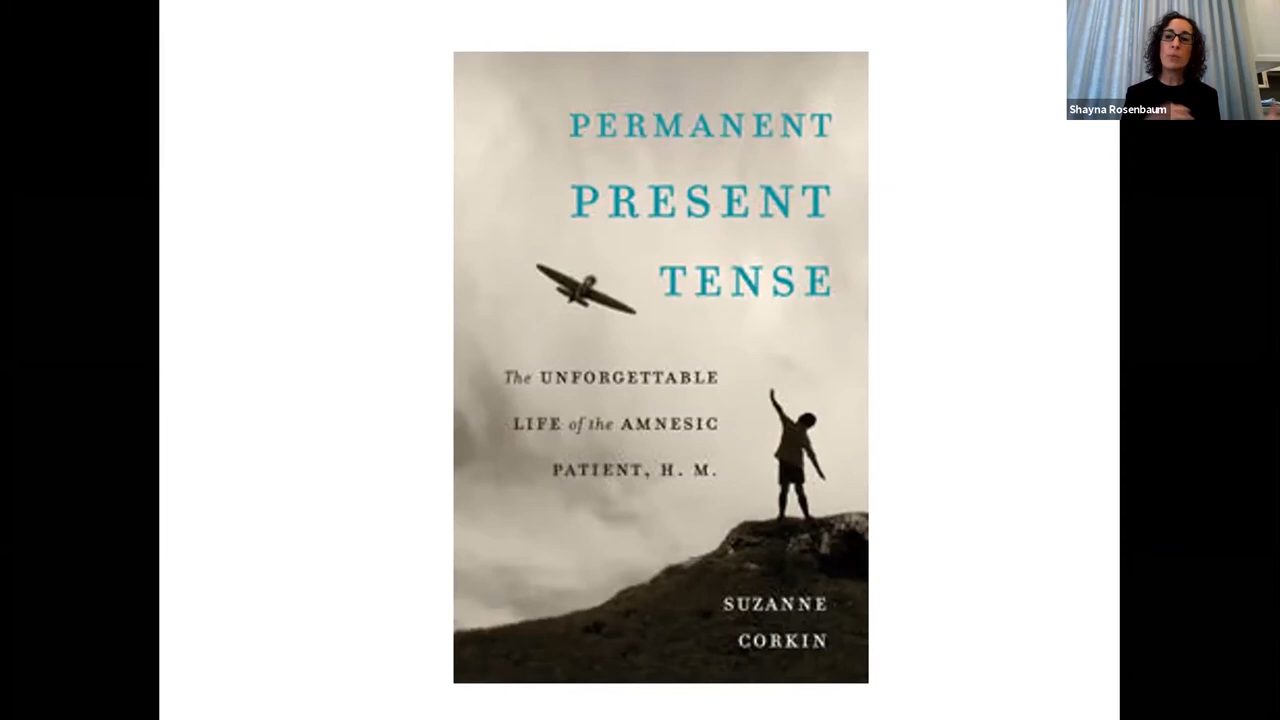 PERMANENT
PRESENT
TENSE
The UNFORGETTABLE
LIFE of the AMNESIC
PATIENT, H. M.
SUZANNE
CORKIN
Shayna Rosenbaum